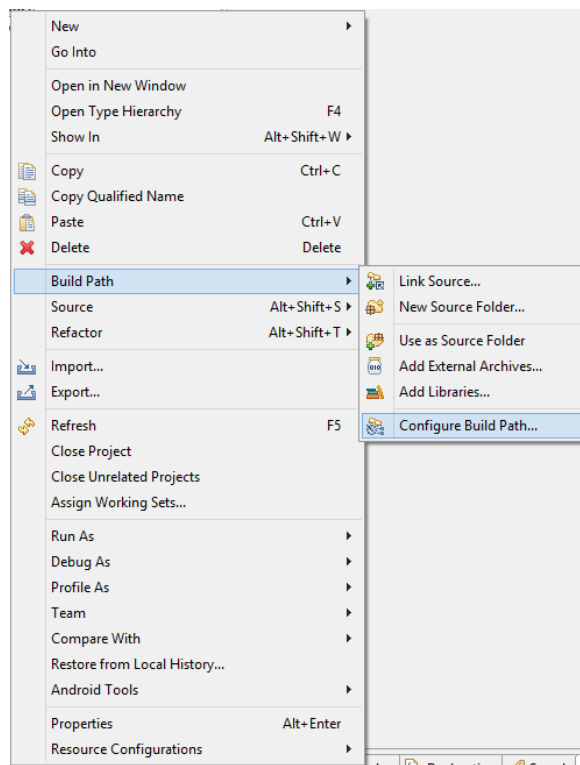 New
Go Into
Open in New Window
Open Type Hierarchy F4
Show In Alt+Shift+W
Copy Ctrl+C
Copy Qualified Name
Paste Ctrl+V
Delete Delete
Build Path
Source Alt+Shift+S
Refactor Alt+Shift+T
Import...
Export...
Refresh F5
Close Project
Close Unrelated Projects
Assign Working Sets...
Run As
Debug As
Profile As
Team
Compare With
Restore from Local History...
Android Tools
Properties Alt+Enter
Resource Configurations
Link Source...
New Source Folder...
Use as Source Folder
Add External Archives...
Add Libraries...
Configure Build Path...